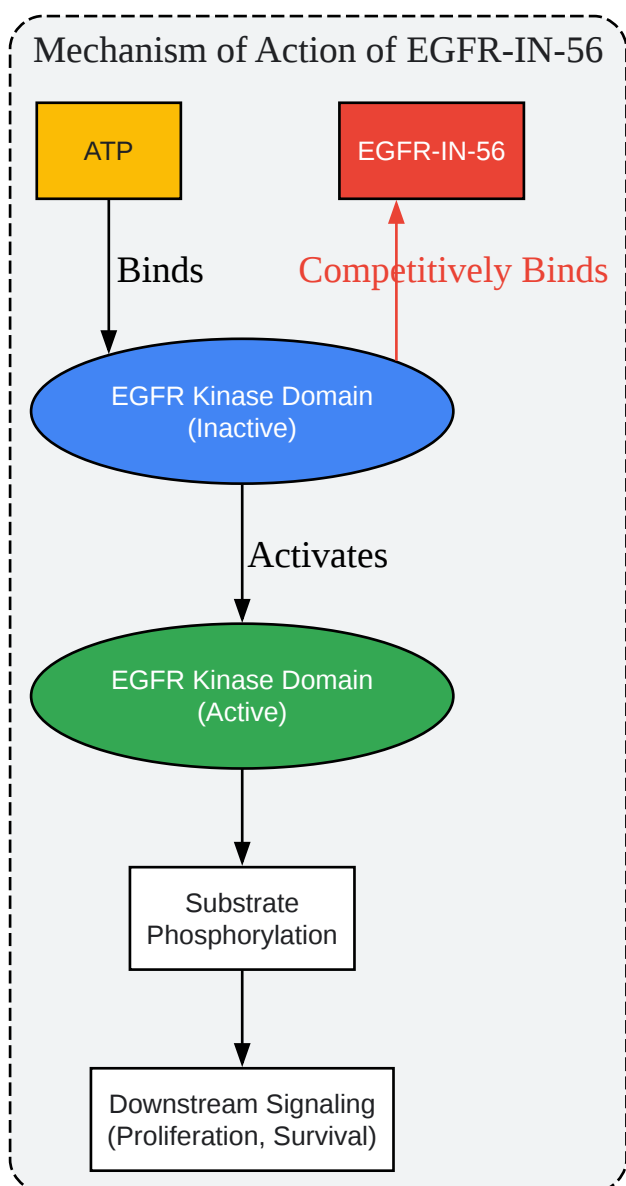 Mechanism of Action of EGFR-IN-56
ATP
EGFR-IN-56
Binds
Competitively Binds
EGFR Kinase Domain
(Inactive)
Activates
EGFR Kinase Domain
(Active)
Substrate
Phosphorylation
Downstream Signaling
(Proliferation, Survival)